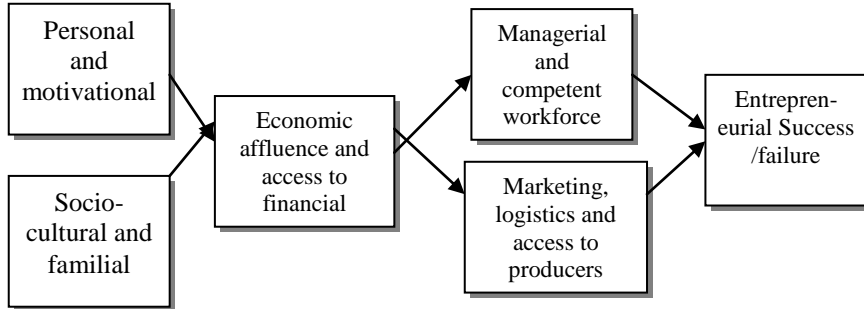 Personal
and
motivational
Socio-
cultural and
familial
Economic
affluence and
access to
financial
Managerial
and
competent
workforce
Marketing,
logistics and
access to
producers
Entrepren-
eurial Success
/failure